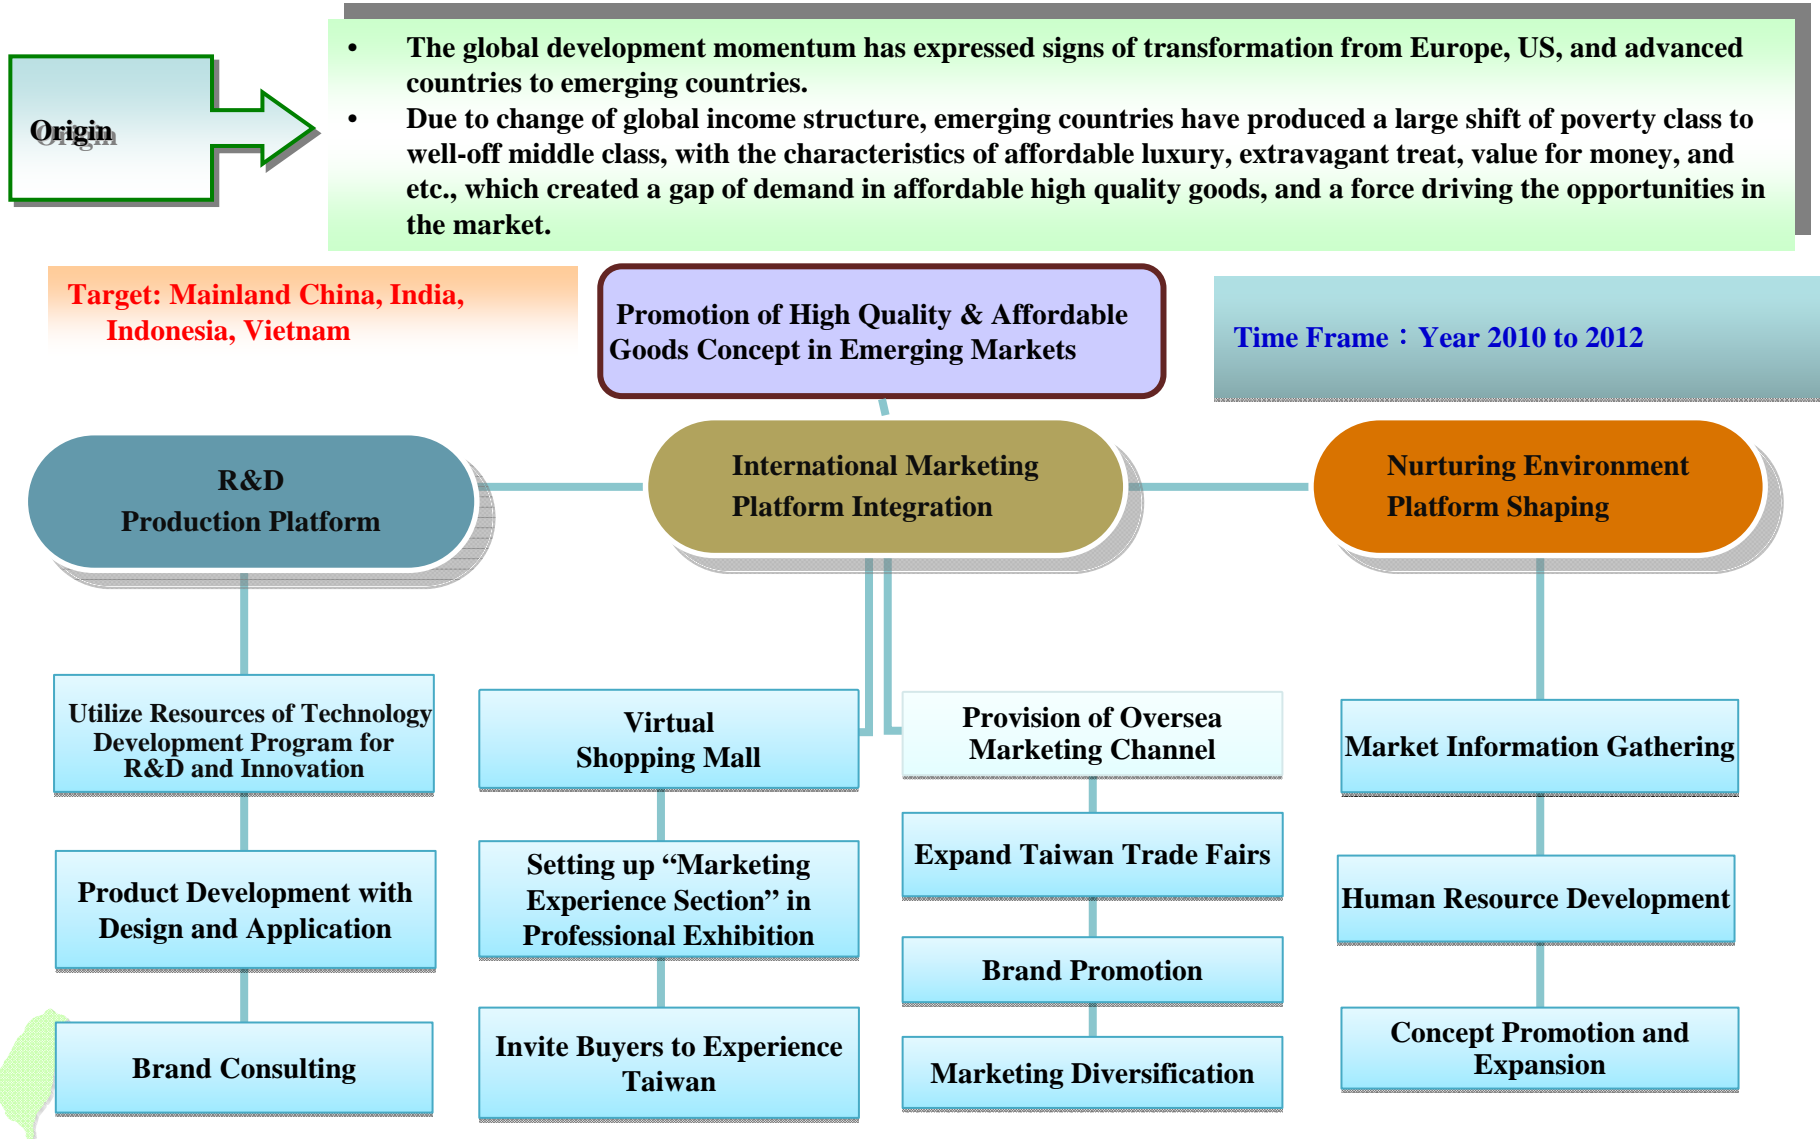 Origin
• The global development momentum has expressed signs of transformation from Europe, US, and advanced
countries to emerging countries.
• Due to change of global income structure, emerging countries have produced a large shift of poverty class to
well-off middle class, with the characteristics of affordable luxury, extravagant treat, value for money, and
etc., which created a gap of demand in affordable high quality goods, and a force driving the opportunities in
the market.
Target: Mainland China, India,
Indonesia, Vietnam
Promotion of High Quality & Affordable
Goods Concept in Emerging Markets
Time Frame：Year 2010 to 2012
R&D
Production Platform
International Marketing
Platform Integration
Nurturing Environment
Platform Shaping
Utilize Resources of Technology
Development Program for
R&D and Innovation
Product Development with
Design and Application
Brand Consulting
Virtual
Shopping Mall
Setting up “Marketing
Experience Section” in
Professional Exhibition
Invite Buyers to Experience
Taiwan
Provision of Oversea
Marketing Channel
Expand Taiwan Trade Fairs
Brand Promotion
Marketing Diversification
Market Information Gathering
Human Resource Development
Concept Promotion and
Expansion